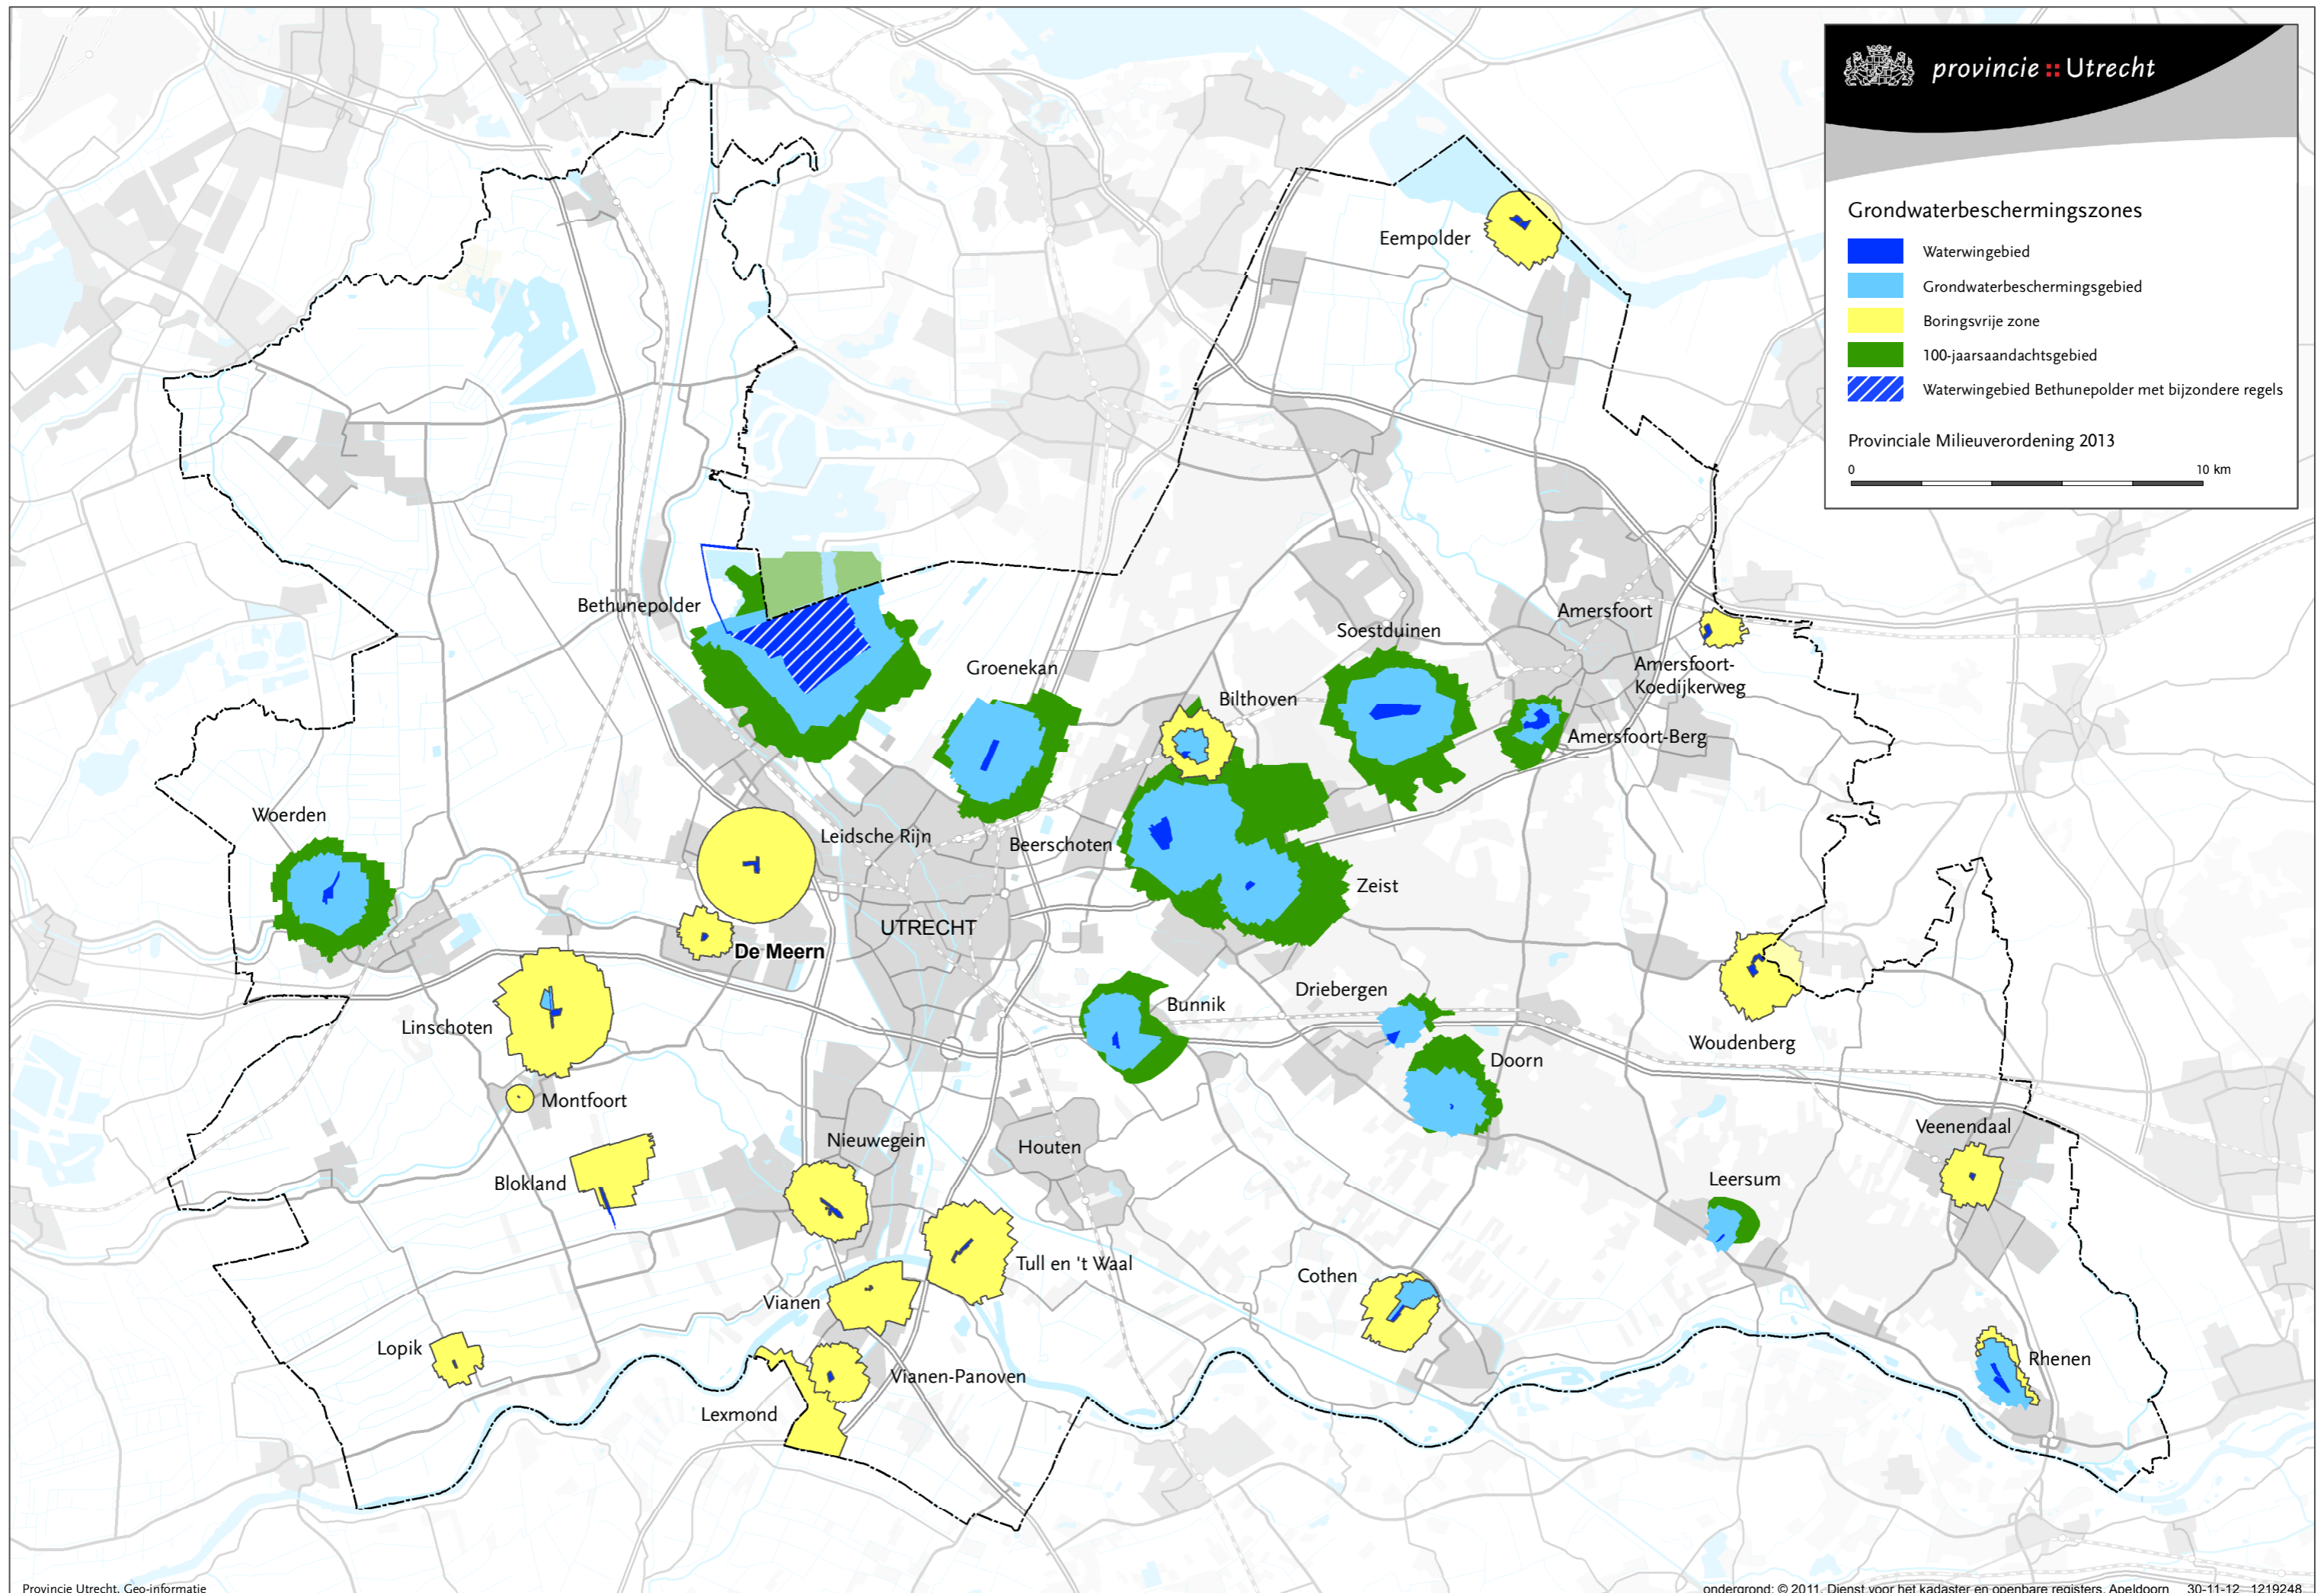 provincie :: Utrecht
Grondwaterbeschermingszones
Waterwingebied
Grondwaterbeschermingsgebied
Boringsvrije zone
100-jaarsaandachtsgebied
Waterwingebied Bethunepolder met bijzondere regels
Provinciale Milieuverordening 2013
0 10 km
Eempolder
Bethunepolder
Amersfoort
Soestduinen
Groenekan
Amersfoort-
Koedijkerweg
Bilthoven
Amersfoort-Berg
Woerden
Leidsche Rijn
Beerschoten
Zeist
UTRECHT
De Meern
Driebergen
Bunnik
Linschoten
Woudenberg
Doorn
Montfoort
Veenendaal
Nieuwegein
Houten
Leersum
Blokland
Tull en 't Waal
Cothen
Vianen
Lopik
Rhenen
Vianen-Panoven
Lexmond
Provincie Utrecht, Geo-informatie
ondergrond: © 2011, Dienst voor het kadaster en openbare registers, Apeldoorn 30-11-12 1219248